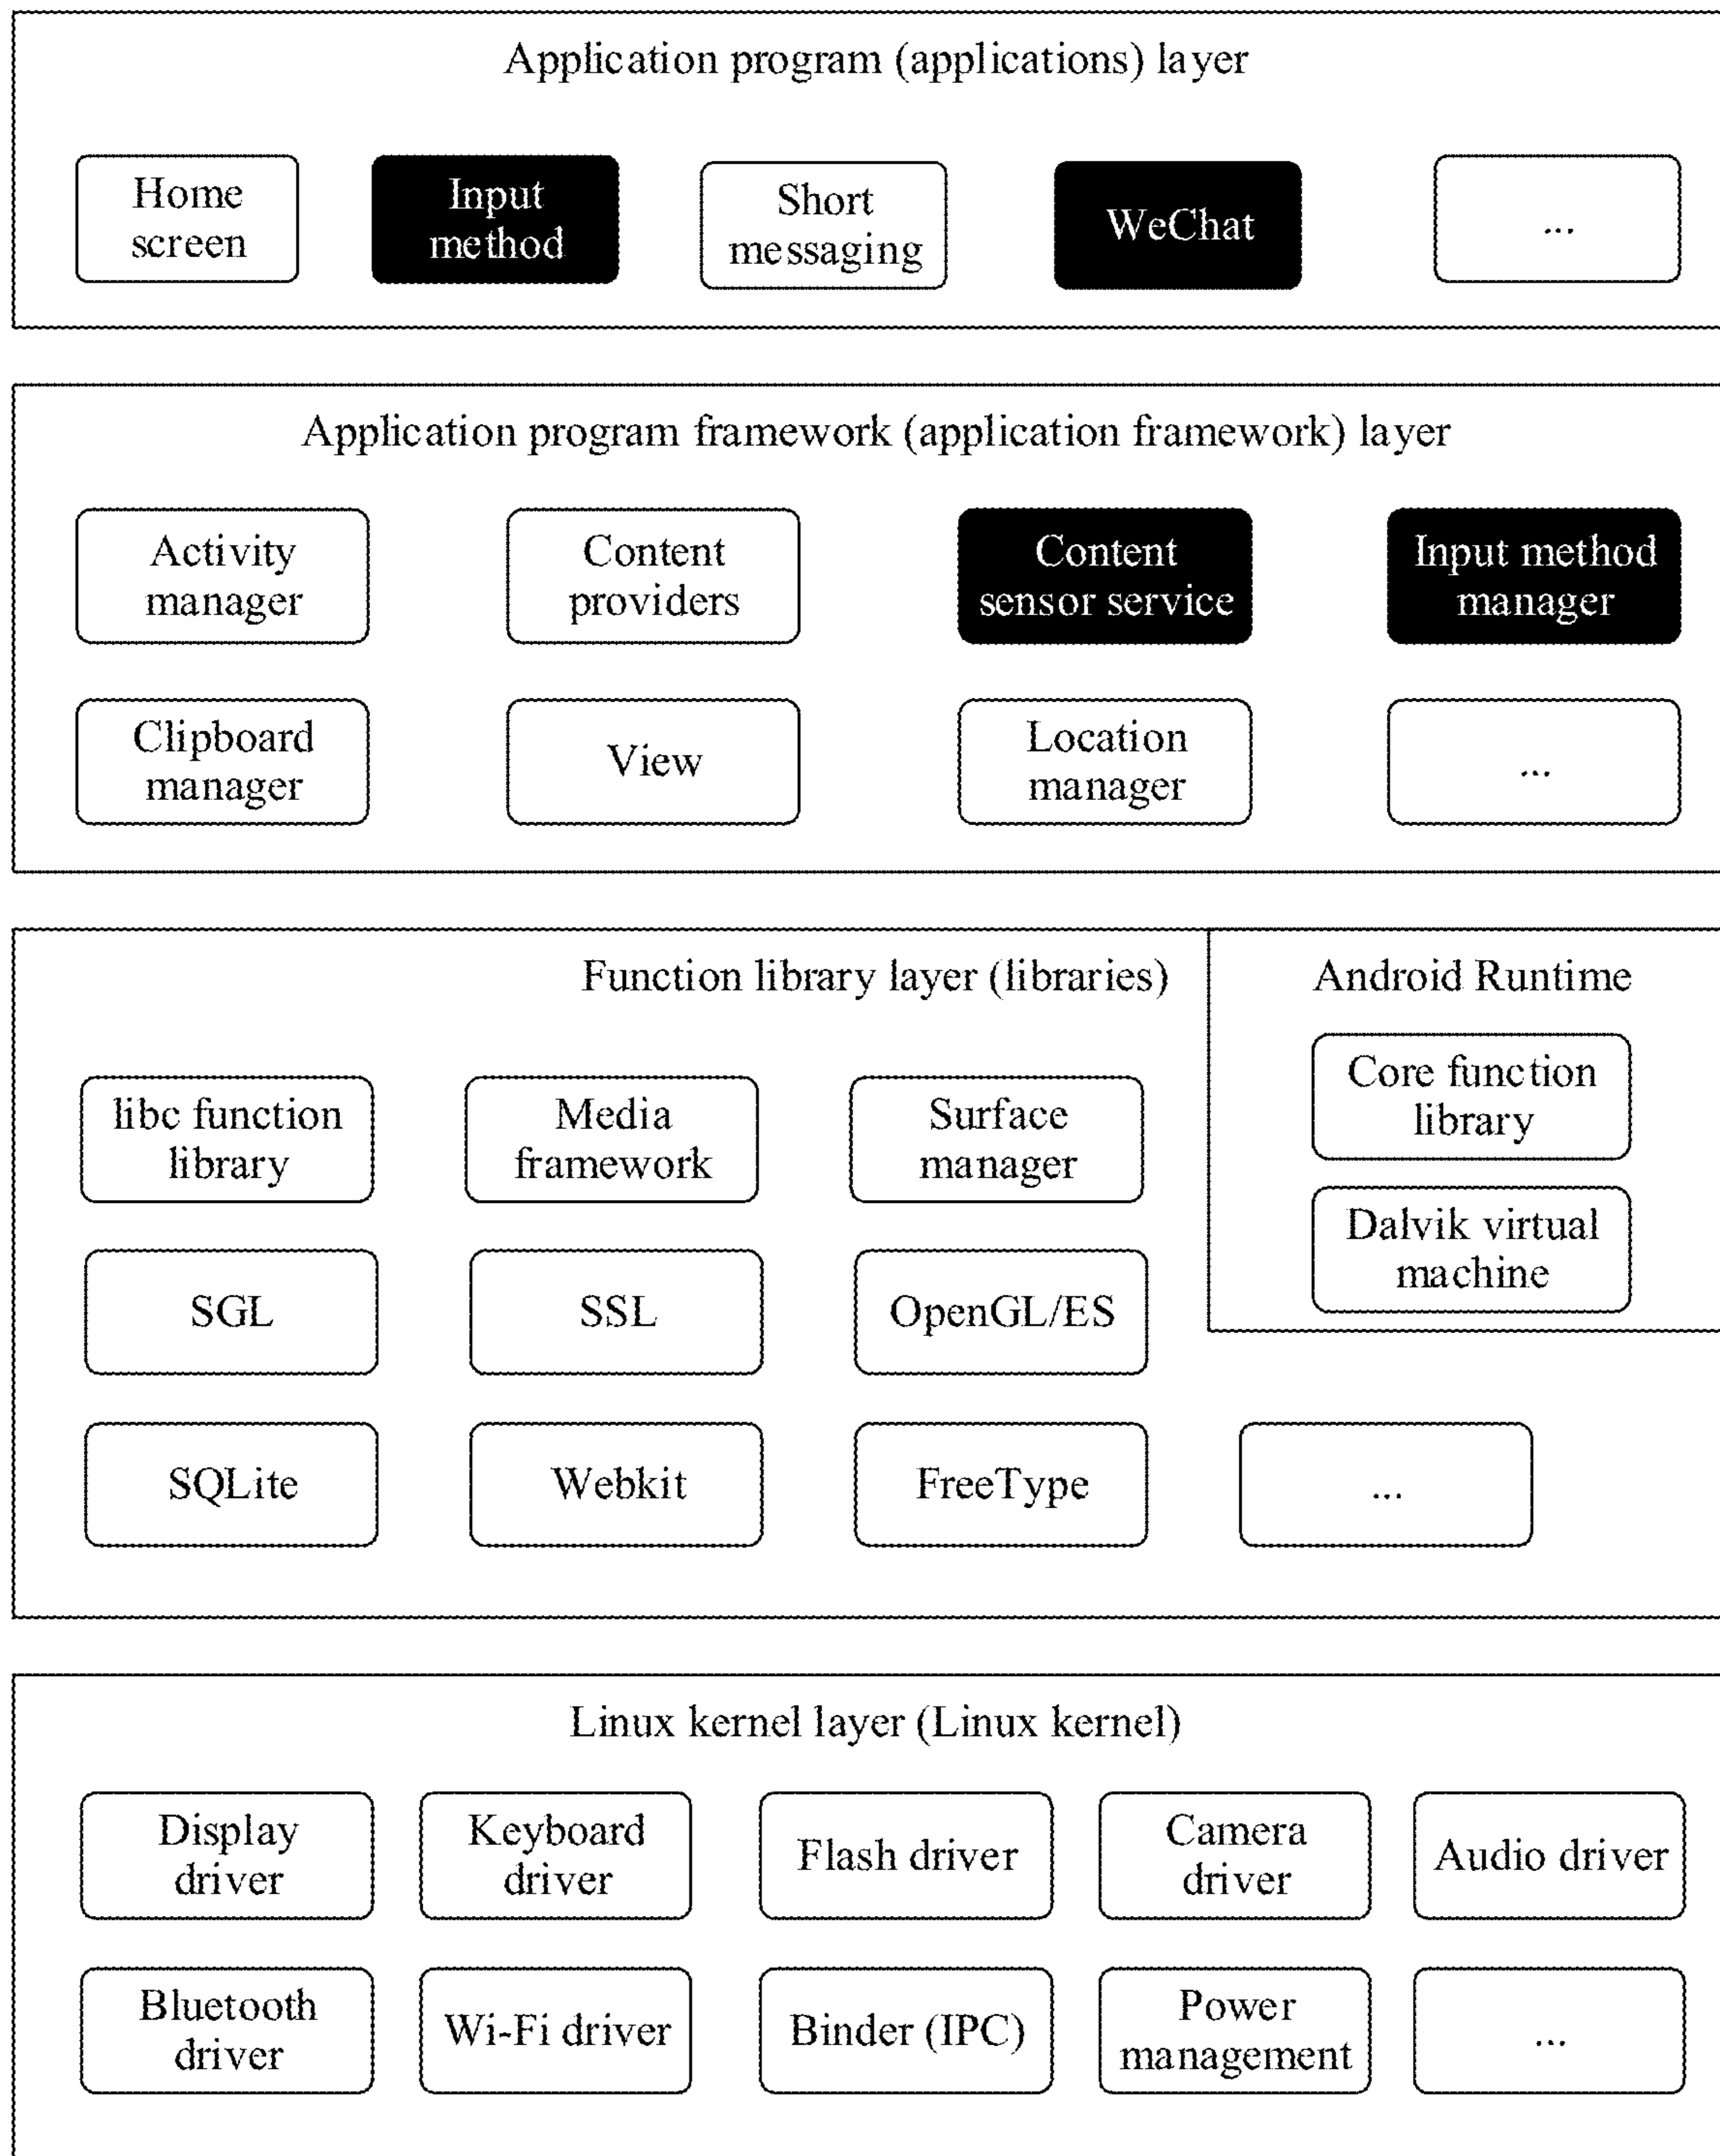 Application program (applications) layer
Home
screen
Input
method
Short
messaging
WeChat
...
Application program framework (application framework) layer
Activity
manager
Content
providers
Content
sensor service
Input method
manager
Clipboard
manager
View
Location
manager
...
Function library layer (libraries)
Android Runtime
Core function
library
Dalvik virtual
machine
libc function
library
Media
framework
Surface
manager
SGL
SSL
OpenGL/ES
SQLite
Webkit
FreeType
...
Linux kernel layer (Linux kernel)
Display
driver
Keyboard
driver
Flash driver
Camera
driver
Audio driver
Bluetooth
driver
Wi-Fi driver
Binder (IPC)
Power
management
...